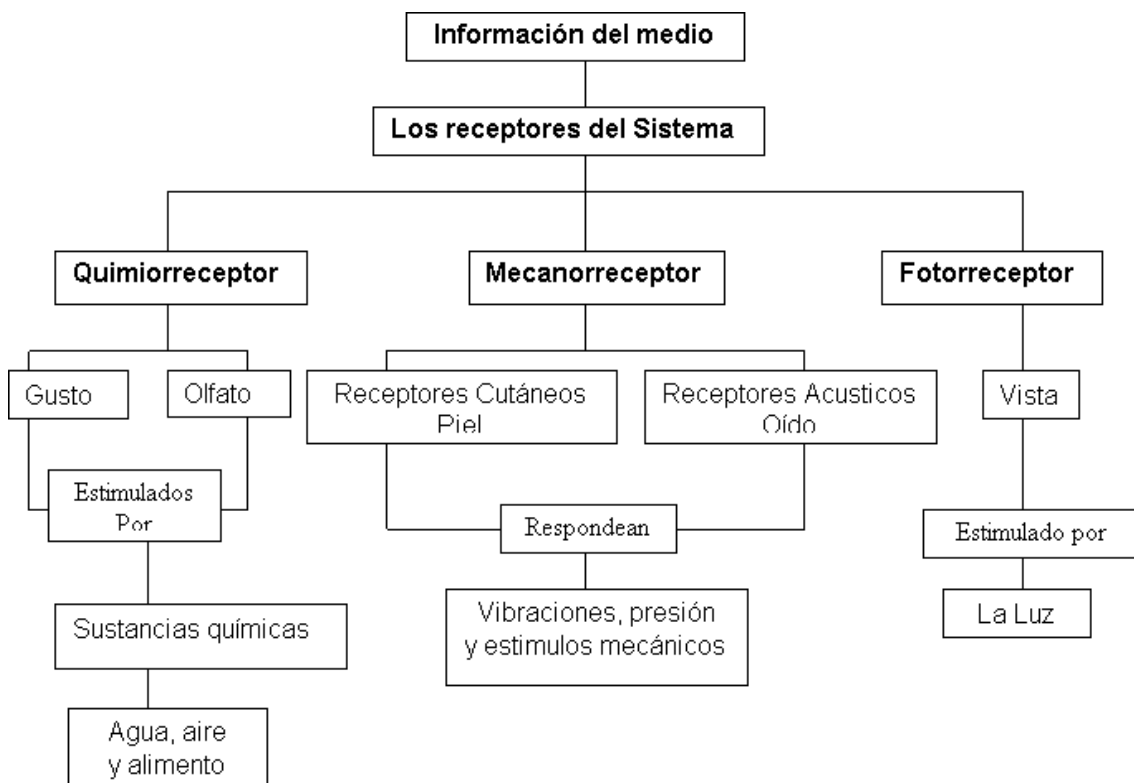 Información del medio
Los receptores del Sistema
Quimiorreceptor
Mecanorreceptor
Fotorreceptor
Gusto
Olfato
Receptores Cutáneos
Piel
Receptores Acusticos
Oído
Vista
Estimulados
Por
Respondean
Estimulado por
Sustancias químicas
Vibraciones, presión
y estimulos mecánicos
La Luz
Agua, aire
y alimento